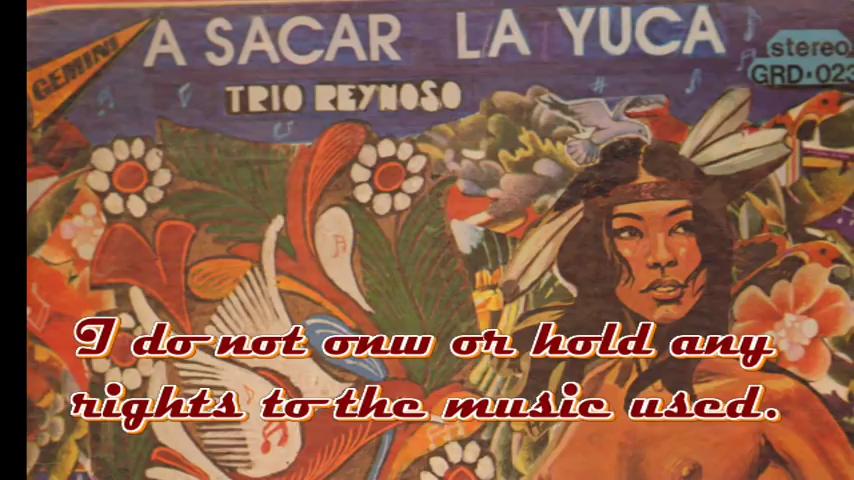 A SACAR LA YUCA
GEMINI
stereo
GRD•023
TRIO REYNOSO
I do not onw or hold any
rights to the music used.